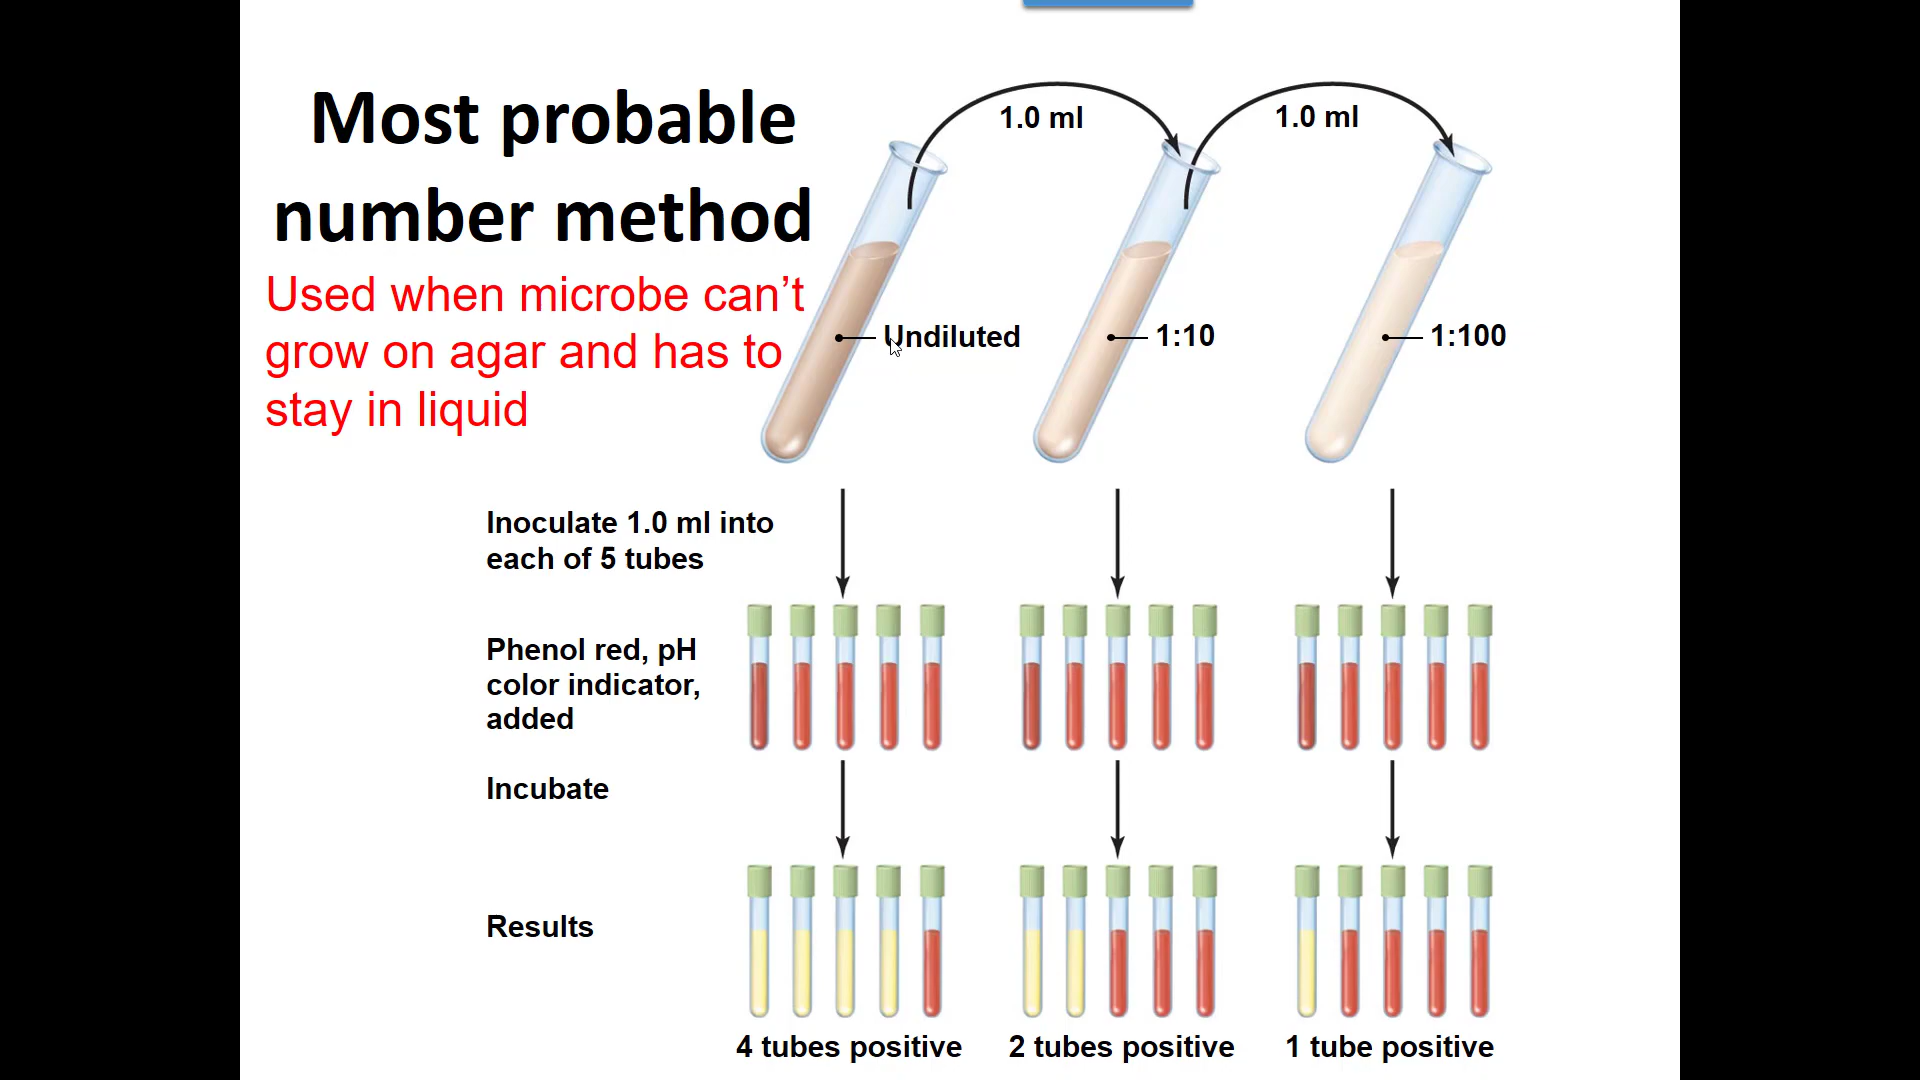 Most probable
number method
Used when microbe can’t
grow on agar and has to
stay in liquid
1.0 ml
1.0 ml
Undiluted
1:10
1:100
Inoculate 1.0 ml into
each of 5 tubes
Phenol red, pH
color indicator,
added
Incubate
Results
4 tubes positive
2 tubes positive
1 tube positive